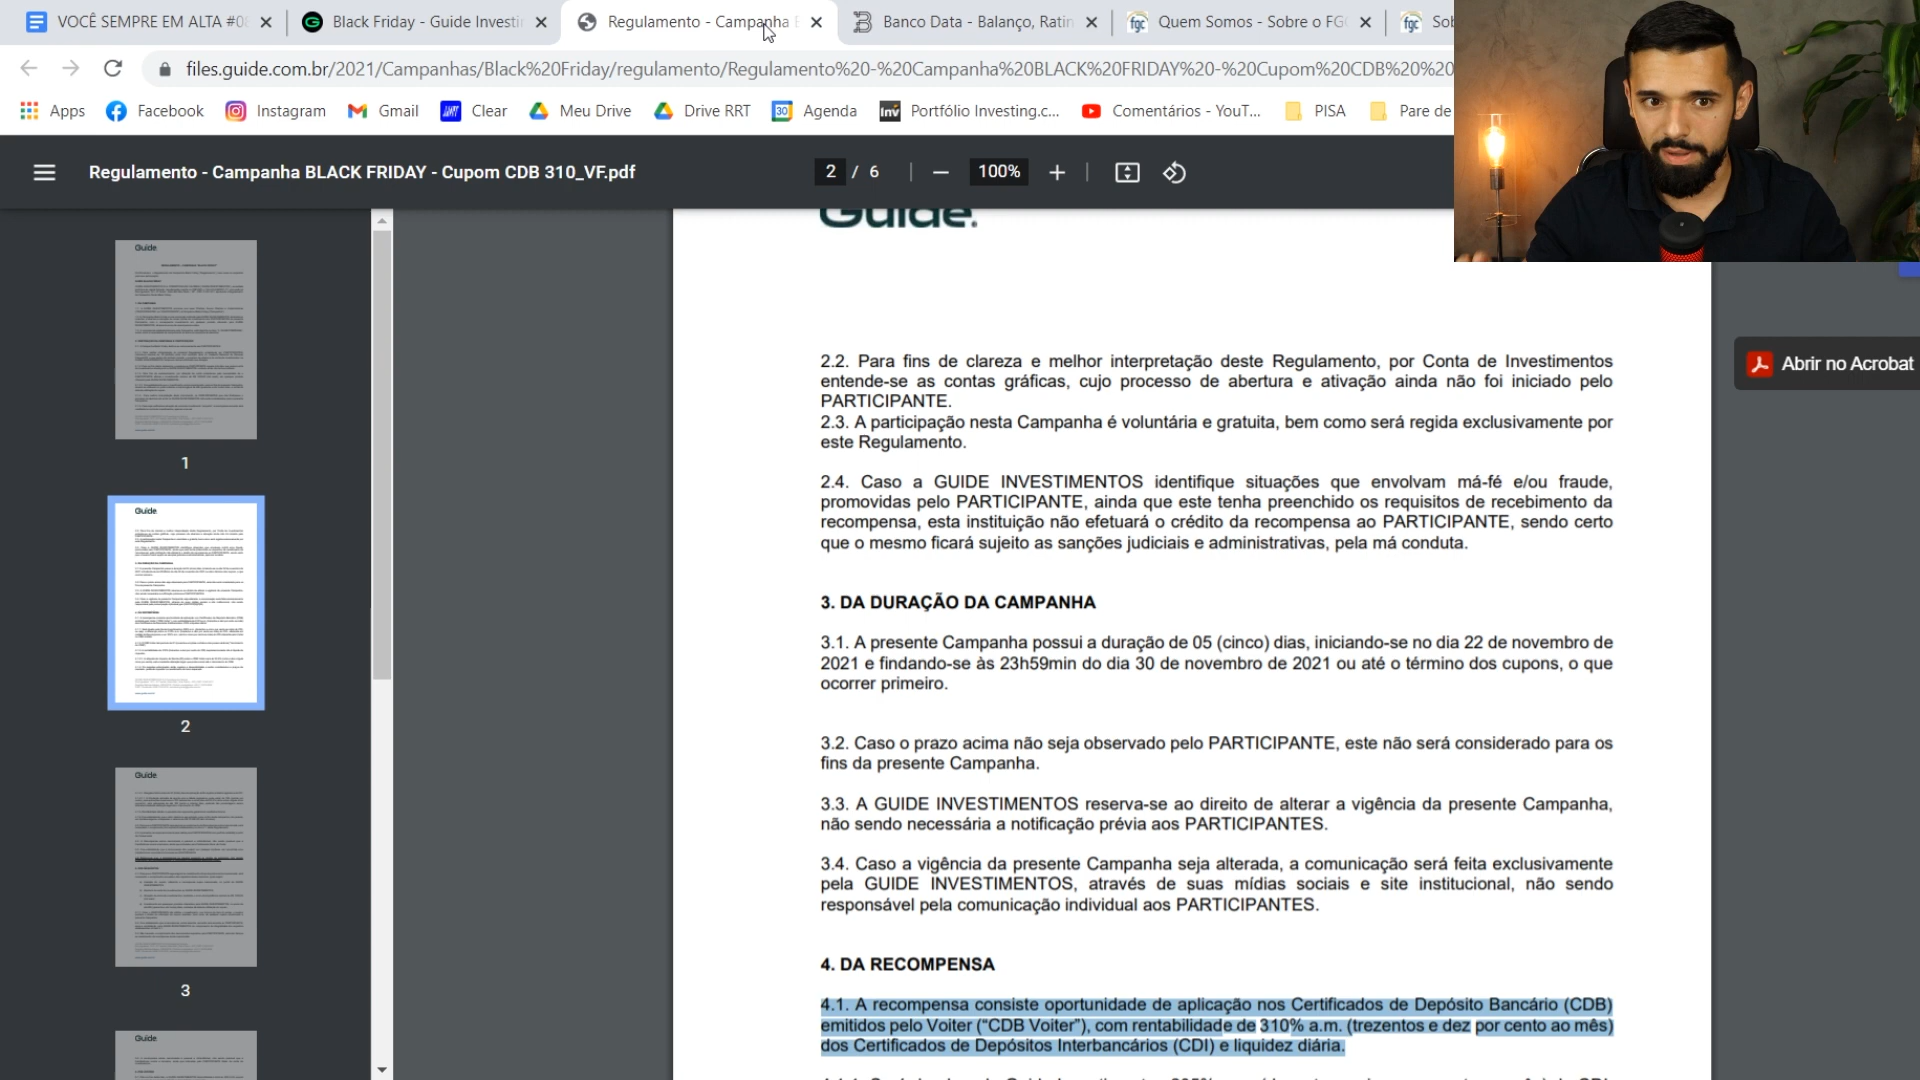 VOCÊ SEMPRE EM ALTA #0
Black Friday - Guide Investi
Regulamento - Campanha B
Banco Data - Balanço, Ratin
Quem Somos - Sobre o FG
Sob
files.guide.com.br/2021/Campanhas/Black%20Friday/regulamento/Regulamento%20-%20Campanha%20BLACK%20FRIDAY%20-%20Cupom%20CDB%20%20
Apps
Facebook
Instagram
Gmail
Clear
Meu Drive
Drive RRT
Agenda
Portfólio Investing.c...
Comentários - YouT...
PISA
Pare de
Regulamento - Campanha BLACK FRIDAY - Cupom CDB 310_VF.pdf
2 / 6
100%
Guide.
Abrir no Acrobat
2.2. Para fins de clareza e melhor interpretação deste Regulamento, por Conta de Investimentos
entende-se as contas gráficas, cujo processo de abertura e ativação ainda não foi iniciado pelo
PARTICIPANTE.
2.3. A participação nesta Campanha é voluntária e gratuita, bem como será regida exclusivamente por
este Regulamento.
2.4. Caso a GUIDE INVESTIMENTOS identifique situações que envolvam má-fé e/ou fraude,
promovidas pelo PARTICIPANTE, ainda que este tenha preenchido os requisitos de recebimento da
recompensa, esta instituição não efetuará o crédito da recompensa ao PARTICIPANTE, sendo certo
que o mesmo ficará sujeito as sanções judiciais e administrativas, pela má conduta.
3. DA DURAÇÃO DA CAMPANHA
3.1. A presente Campanha possui a duração de 05 (cinco) dias, iniciando-se no dia 22 de novembro de
2021 e findando-se às 23h59min do dia 30 de novembro de 2021 ou até o término dos cupons, o que
ocorrer primeiro.
3.2. Caso o prazo acima não seja observado pelo PARTICIPANTE, este não será considerado para os
fins da presente Campanha.
3.3. A GUIDE INVESTIMENTOS reserva-se ao direito de alterar a vigência da presente Campanha,
não sendo necessária a notificação prévia aos PARTICIPANTES.
3.4. Caso a vigência da presente Campanha seja alterada, a comunicação será feita exclusivamente
pela GUIDE INVESTIMENTOS, através de suas mídias sociais e site institucional, não sendo
responsável pela comunicação individual aos PARTICIPANTES.
4. DA RECOMPENSA
4.1. A recompensa consiste oportunidade de aplicação nos Certificados de Depósito Bancário (CDB)
emitidos pelo Voiter (“CDB Voiter”), com rentabilidade de 310% a.m. (trezentos e dez por cento ao mês)
dos Certificados de Depósitos Interbancários (CDI) e liquidez diária.
Guide
1
Guide
2
Guide
3
Guide